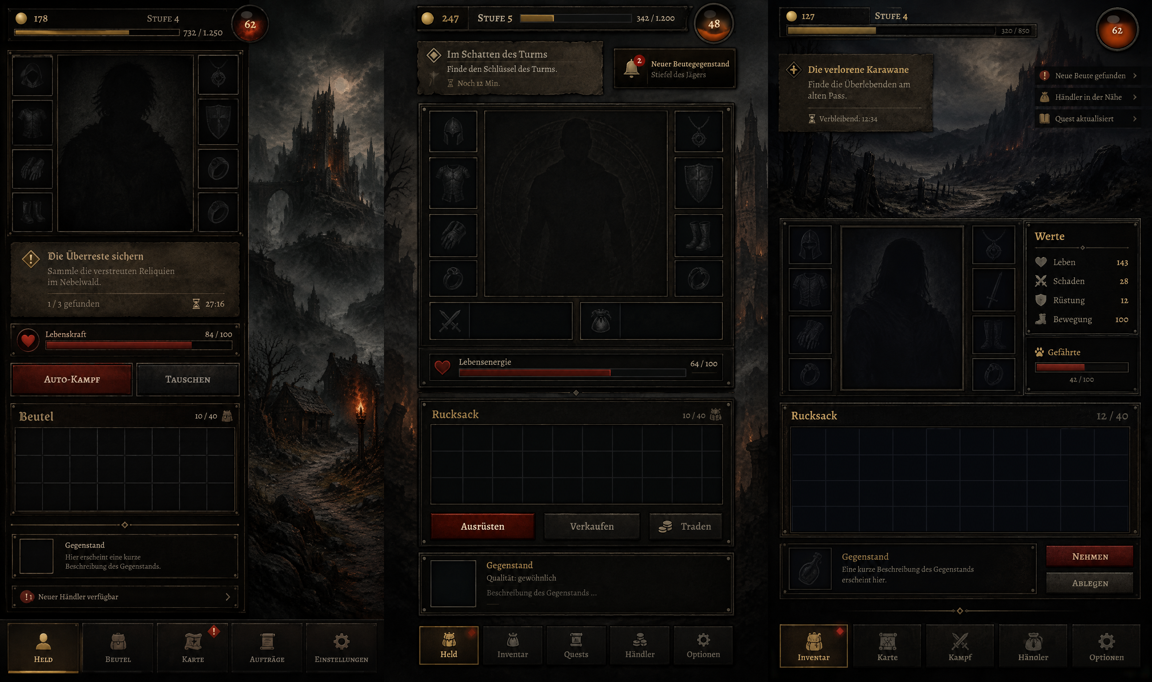 178
STUFE 4
732 / 1.250
62
Die Überreste sichern
Sammle die verstreuten Reliquien
im Nebelwald.
1 / 3 gefunden
27:16
Lebenskraft
84 / 100
AUTO-KAMPF
TAUSCHEN
Beutel
10 / 40
Gegenstand
Hier erscheint eine kurze
Beschreibung des Gegenstands.
Neuer Händler verfügbar
HELD
BEUTEL
KARTE
AUFTRÄGE
EINSTELLUNGEN
247
STUFE 5
342 / 1.200
48
Im Schatten des Turms
Finde den Schlüssel des Turms.
Noch 12 Min.
2
Neuer Beutegegenstand
Stiefel des Jägers
Lebensenergie
64 / 100
Rucksack
10 / 40
Ausrüsten
Verkaufen
Traden
Gegenstand
Qualität: gewöhnlich
Beschreibung des Gegenstands ...
Held
Inventar
Quests
Händler
Optionen
127
STUFE 4
320 / 850
62
Die verlorene Karawane
Finde die Überlebenden am
alten Pass.
Verbleibend: 12:34
Neue Beute gefunden
Händler in der Nähe
Quest aktualisiert
Werte
Leben 143
Schaden 28
Rüstung 12
Bewegung 100
Gefährte
42 / 100
Rucksack
12 / 40
Gegenstand
Eine kurze Beschreibung des Gegenstands
erscheint hier.
NEHMEN
ABLEGEN
Inventar
Karte
Kampf
Händler
Optionen